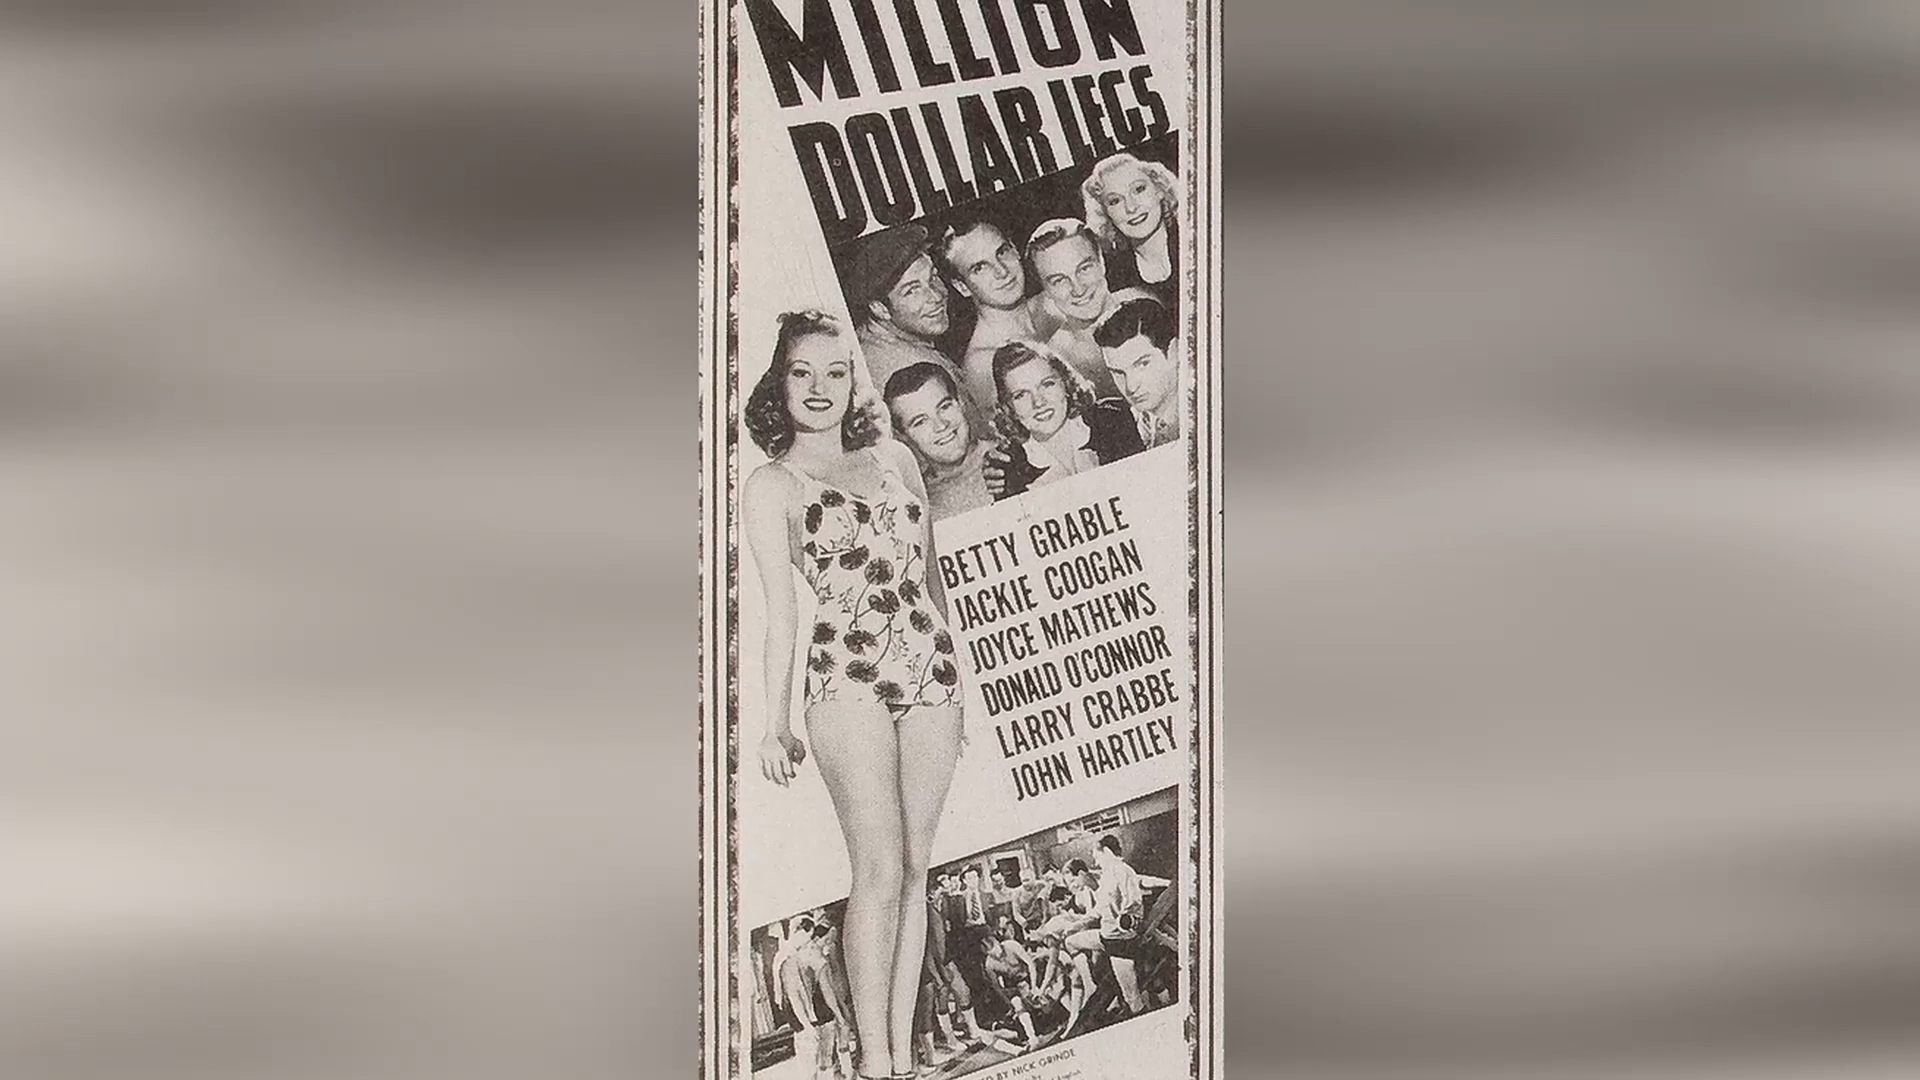 MILLION
DOLLAR LEGS
BETTY GRABLE
JACKIE COOGAN
JOYCE MATHEWS
DONALD O'CONNOR
LARRY CRABBE
JOHN HARTLEY
BY NICK GRINDE